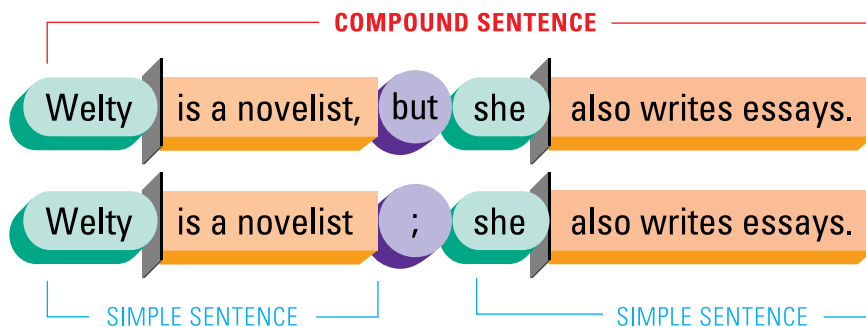 COMPOUND SENTENCE
Welty is a novelist, but she also writes essays.
Welty is a novelist ; she also writes essays.
SIMPLE SENTENCE SIMPLE SENTENCE